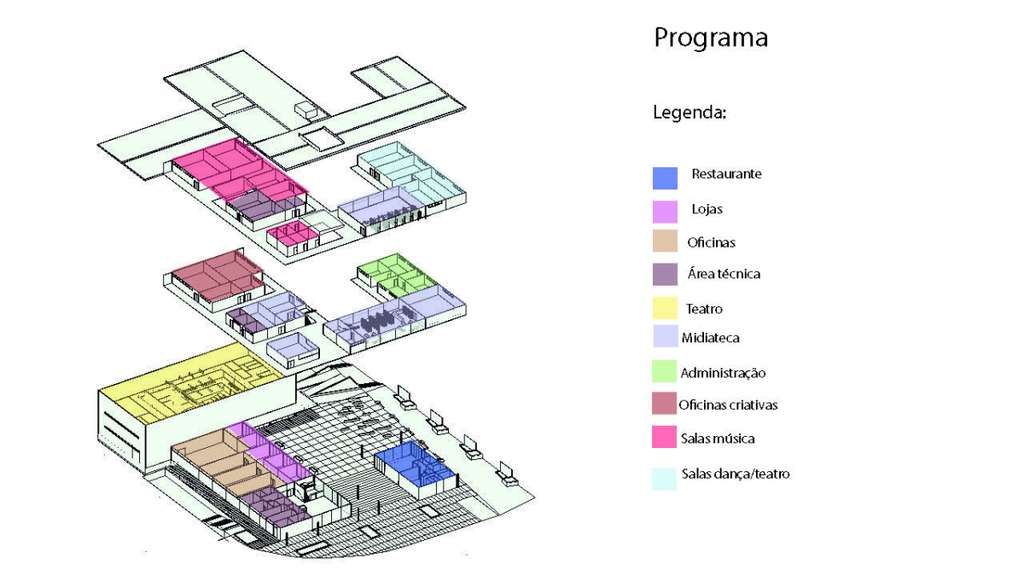 Programa
Legenda:
Restaurante
Lojas
Oficinas
Área técnica
Teatro
Midiateca
Administração
Oficinas criativas
Salas música
Salas dança/teatro